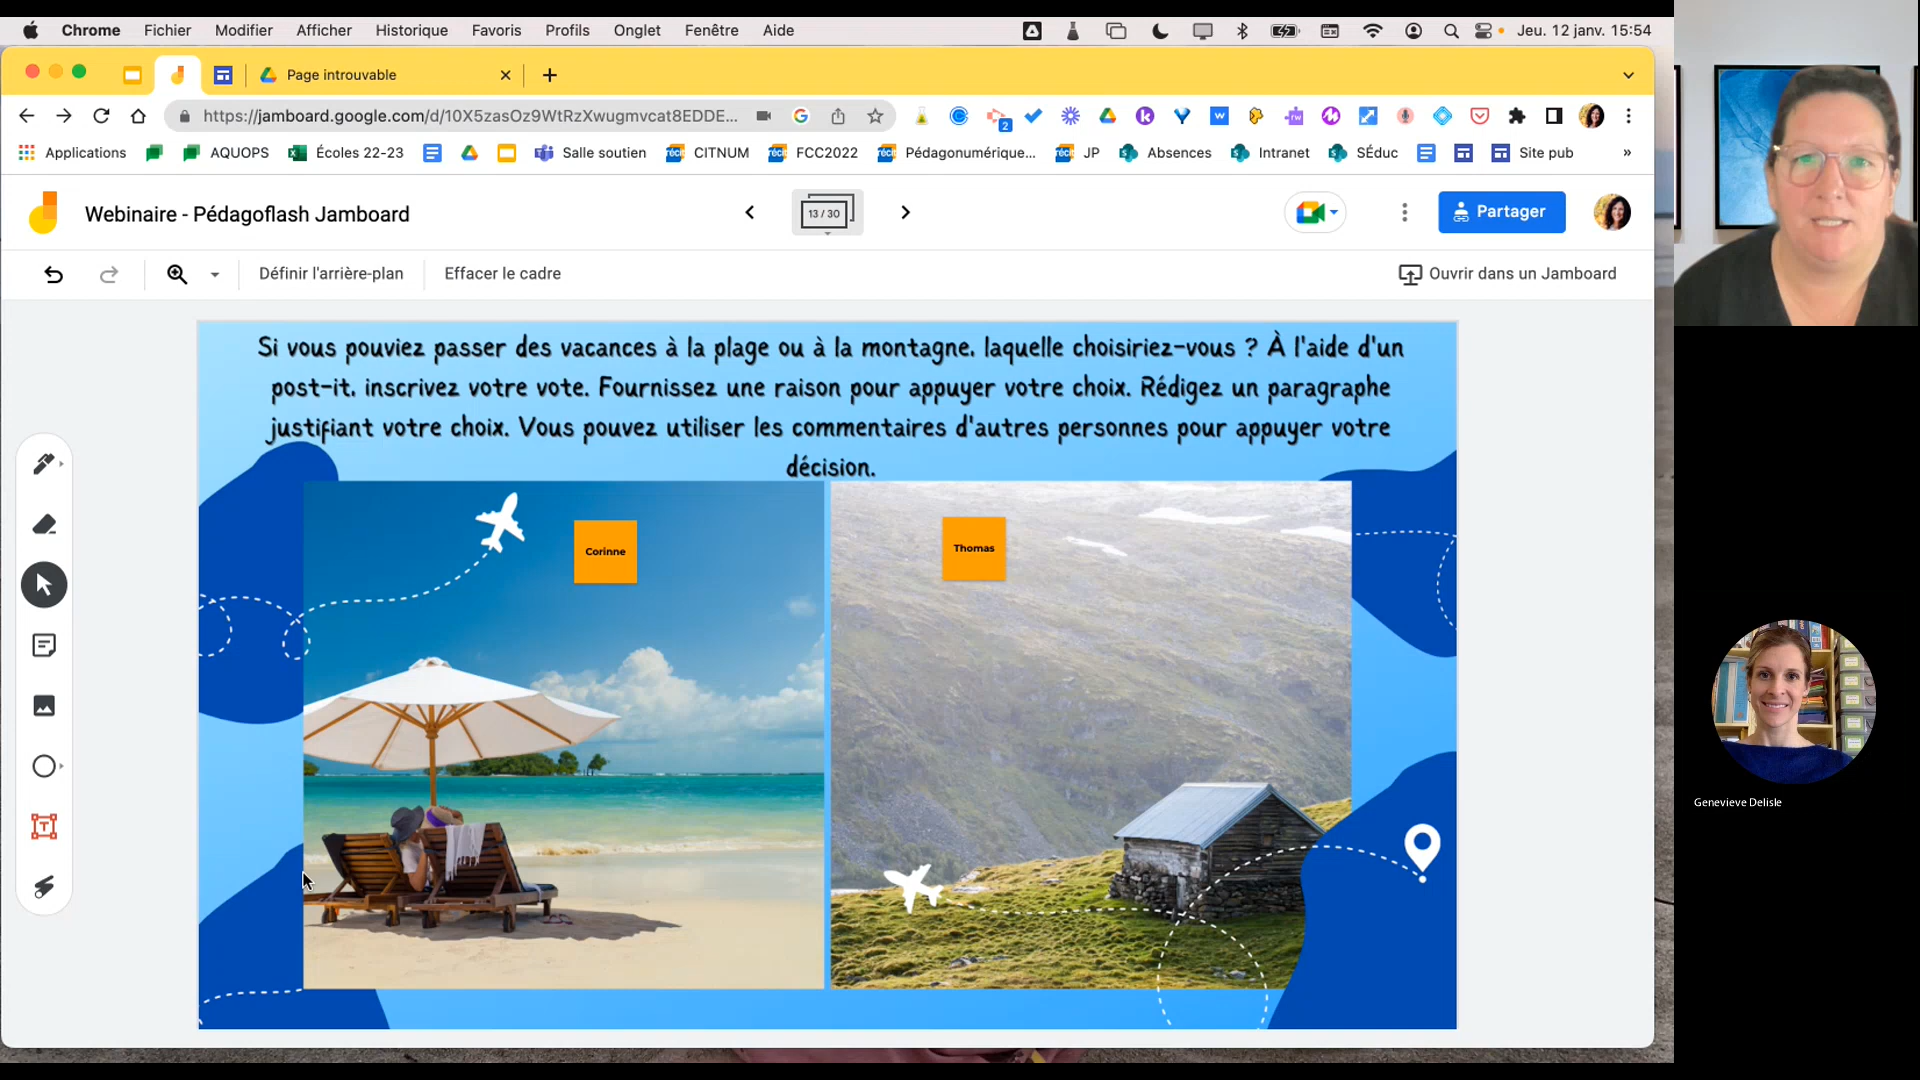 Chrome Fichier Modifier Afficher Historique Favoris Profils Onglet Fenêtre Aide Jeu. 12 janv. 15:54
Page introuvable
https://jamboard.google.com/d/10X5zasOz9WtRzXwugmvcat8EDDE...
2
Applications AQUOPS Écoles 22-23 Salle soutien CITNUM FCC2022 Pédagonumérique... JP Absences Intranet SÉduc Site pub »
Webinaire - Pédagoflash Jamboard
13 / 30
Partager
Définir l'arrière-plan
Effacer le cadre
Ouvrir dans un Jamboard
Si vous pouviez passer des vacances à la plage ou à la montagne, laquelle choisiriez-vous ? À l'aide d'un
post-it, inscrivez votre vote. Fournissez une raison pour appuyer votre choix. Rédigez un paragraphe
justifiant votre choix. Vous pouvez utiliser les commentaires d'autres personnes pour appuyer votre
décision.
Corinne
Thomas
Genevieve Delisle